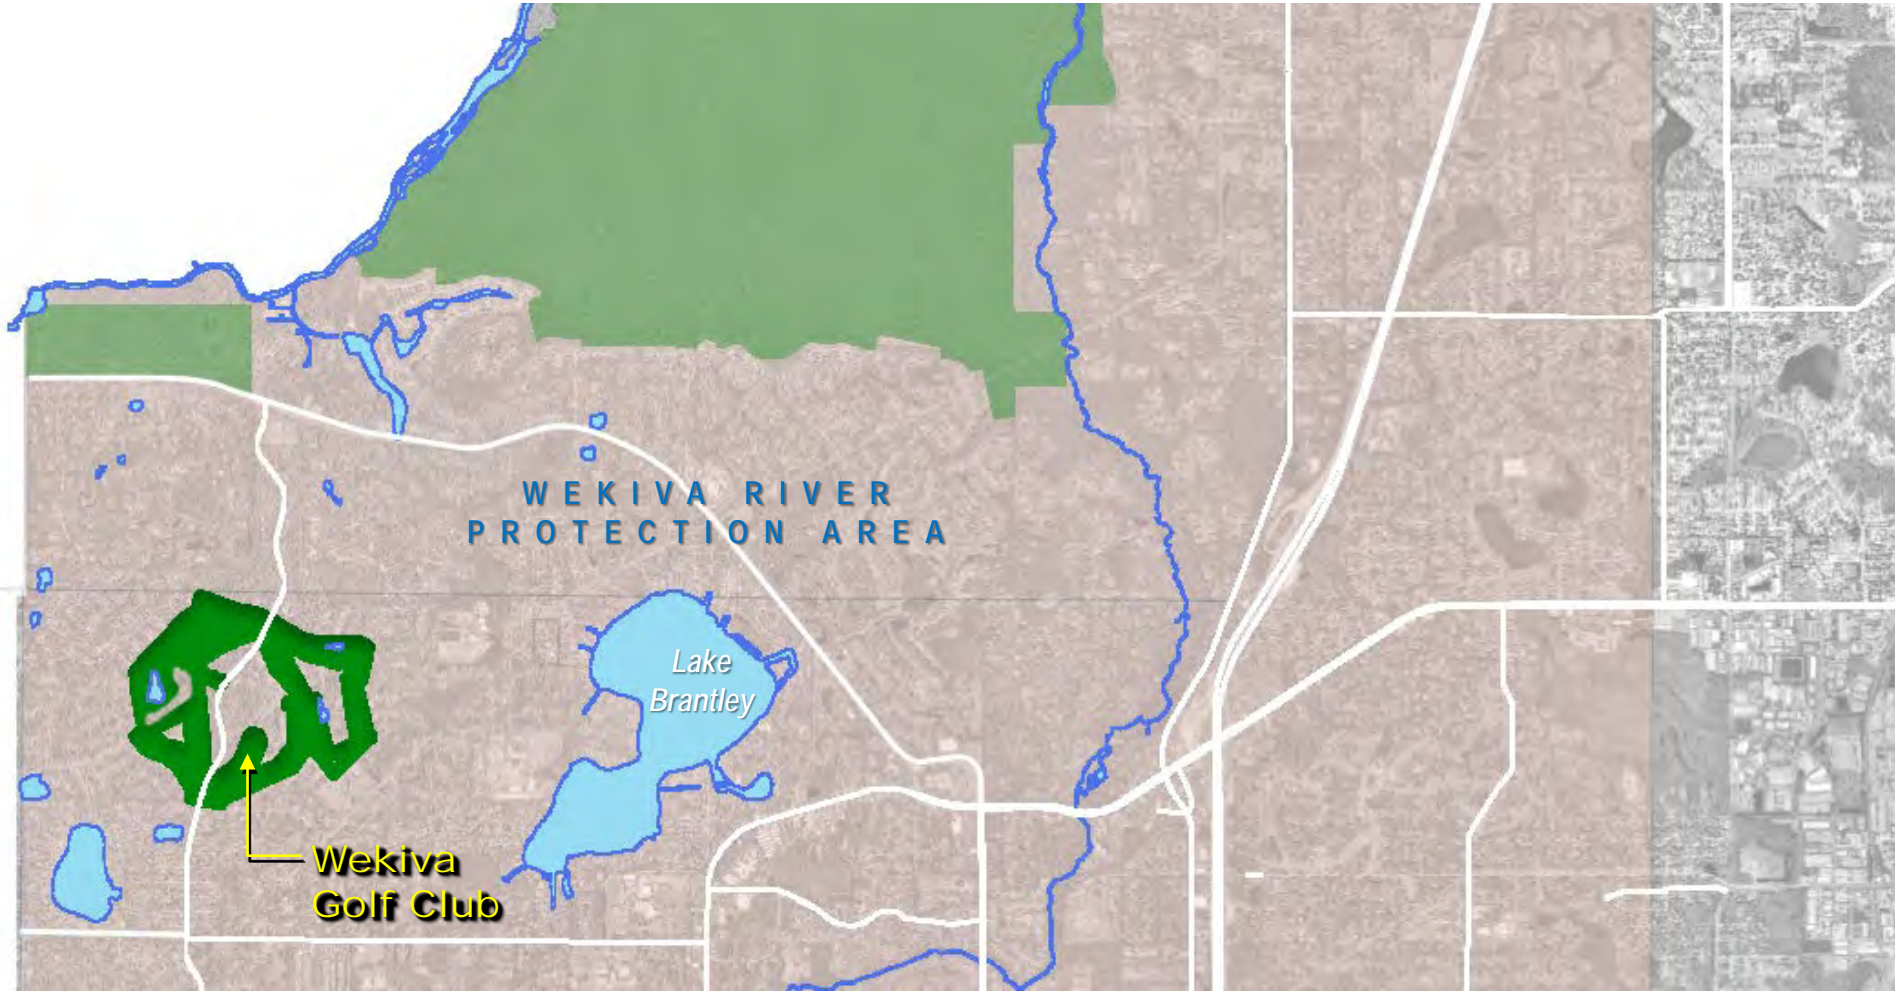 WEKIVA RIVER
PROTECTION AREA
Lake
Brantley
Wekiva
Golf Club